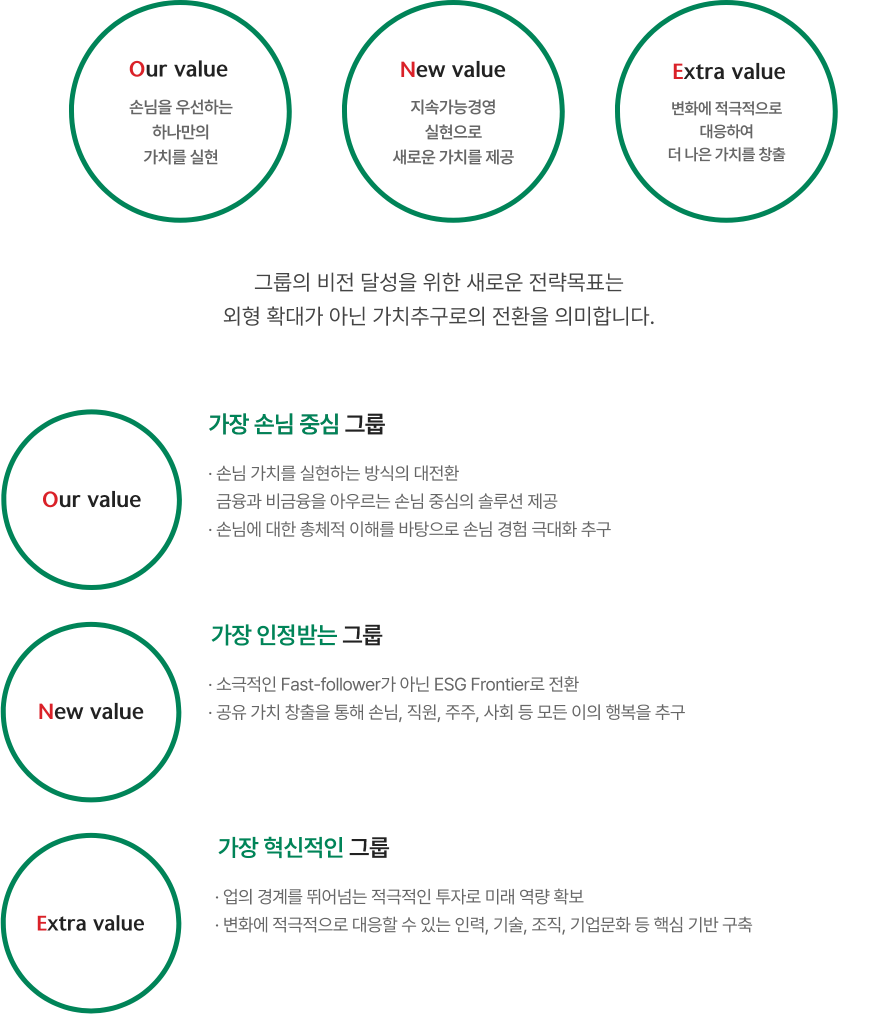 Our value
손님을 우선하는
하나만의
가치를 실현
New value
지속가능경영
실현으로
새로운 가치를 제공
Extra value
변화에 적극적으로
대응하여
더 나은 가치를 창출
그룹의 비전 달성을 위한 새로운 전략목표는
외형 확대가 아닌 가치추구로의 전환을 의미합니다.
Our value
가장 손님 중심 그룹
· 손님 가치를 실현하는 방식의 대전환
금융과 비금융을 아우르는 손님 중심의 솔루션 제공
· 손님에 대한 총체적 이해를 바탕으로 손님 경험 극대화 추구
New value
가장 인정받는 그룹
· 소극적인 Fast-follower가 아닌 ESG Frontier로 전환
· 공유 가치 창출을 통해 손님, 직원, 주주, 사회 등 모든 이의 행복을 추구
Extra value
가장 혁신적인 그룹
· 업의 경계를 뛰어넘는 적극적인 투자로 미래 역량 확보
· 변화에 적극적으로 대응할 수 있는 인력, 기술, 조직, 기업문화 등 핵심 기반 구축